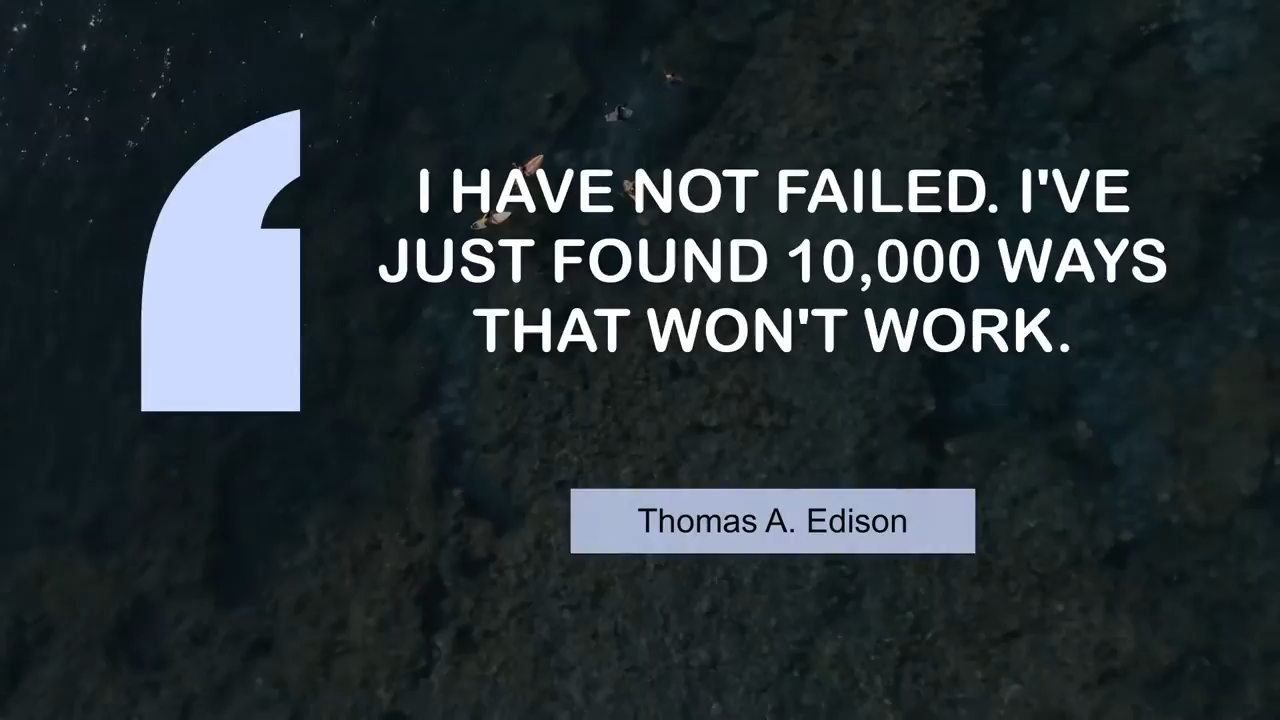 I HAVE NOT FAILED. I'VE
JUST FOUND 10,000 WAYS
THAT WON'T WORK.
Thomas A. Edison